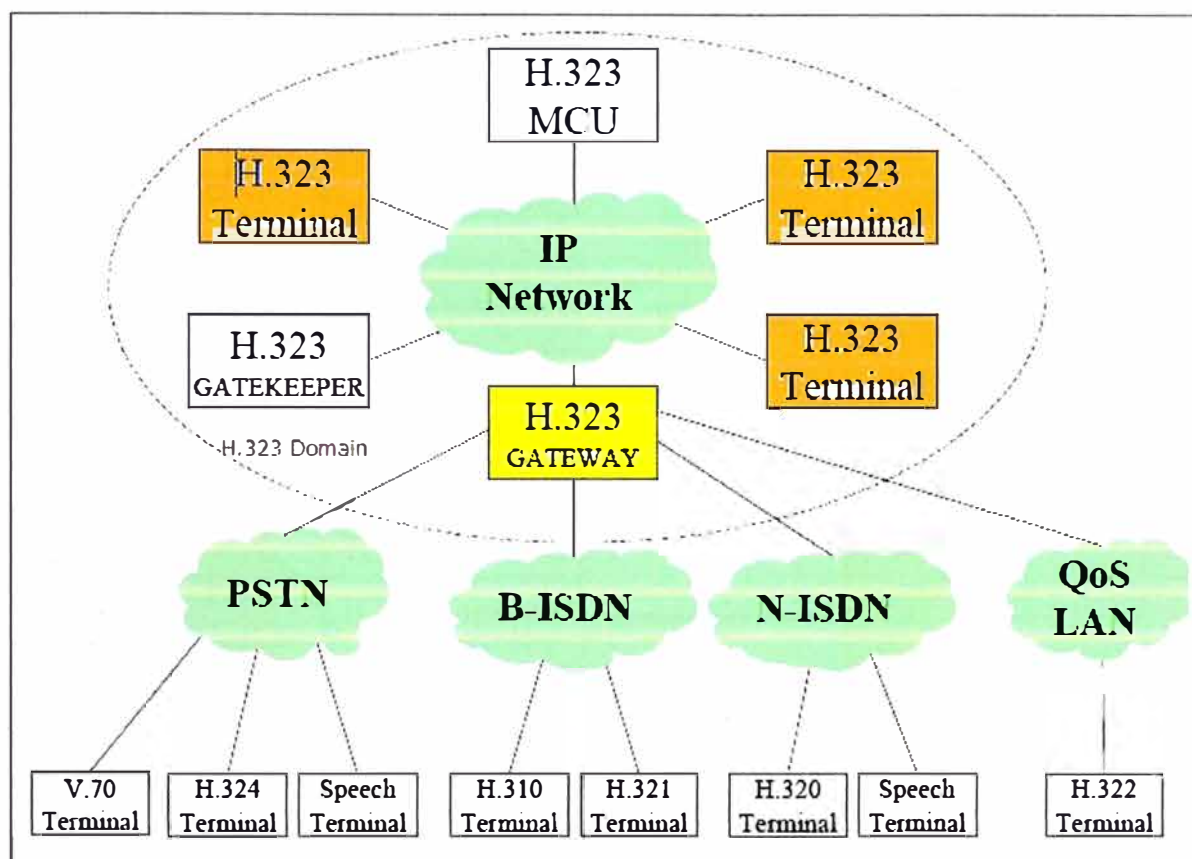 H.323
MCU
H.323
Terminal
H.323
Terminal
IP
Network
H.323
GATEKEEPER
H.323
Terminal
H.323
GATEWAY
H.323 Domain
PSTN
B-ISDN
N-ISDN
QoS
LAN
V.70
Terminal
H.324
Terminal
Speech
Terminal
H.310
Terminal
H.321
Terminal
H.320
Terminal
Speech
Terminal
H.322
Terminal